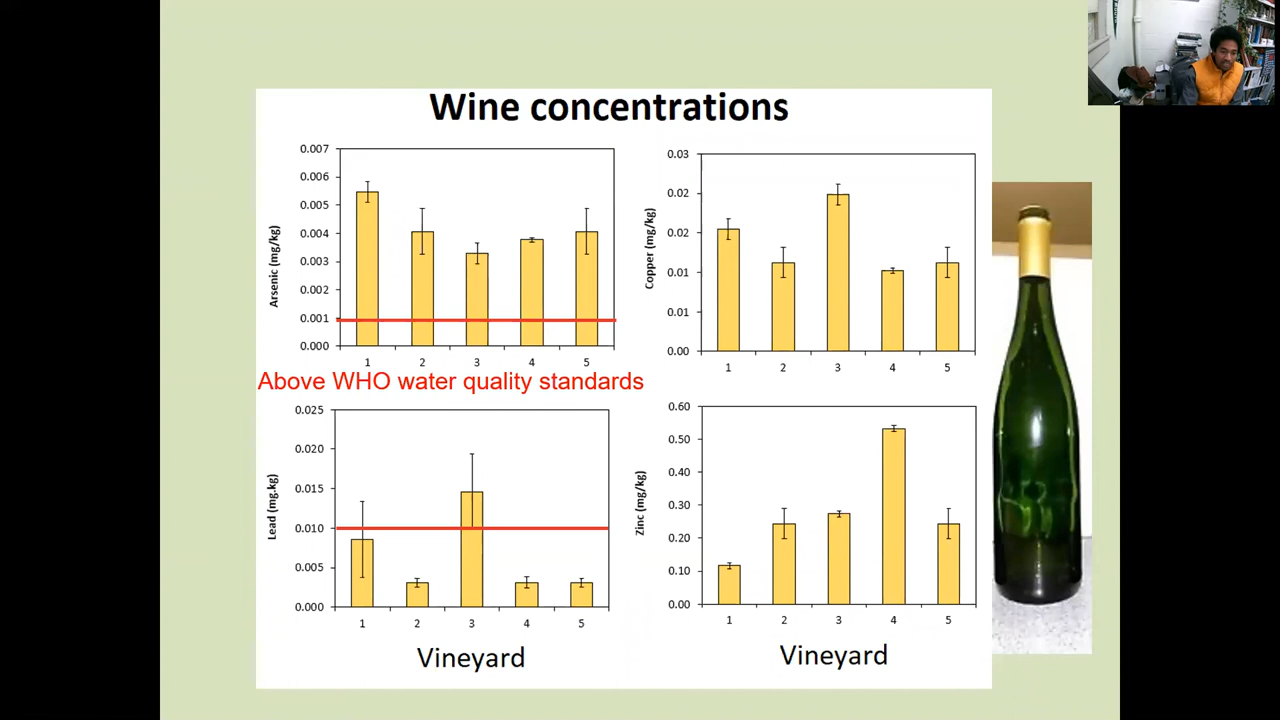 Wine concentrations
0.007
0.006
0.005
0.004
0.003
0.002
0.001
0.000
Arsenic (mg/kg)
1 2 3 4 5
0.03
0.02
0.02
0.01
0.01
0.00
Copper (mg/kg)
1 2 3 4 5
Above WHO water quality standards
0.025
0.020
0.015
0.010
0.005
0.000
Lead (mg.kg)
1 2 3 4 5
Vineyard
0.60
0.50
0.40
0.30
0.20
0.10
0.00
Zinc (mg/kg)
1 2 3 4 5
Vineyard